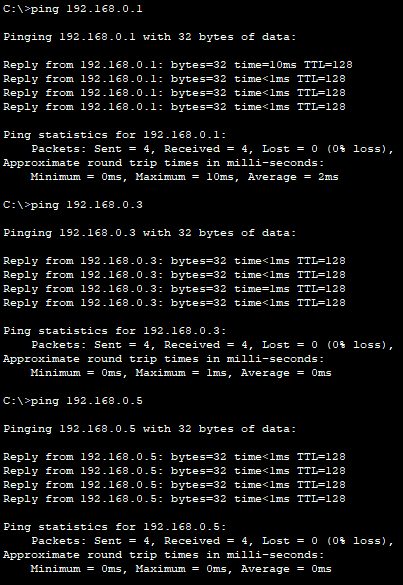 C:\>ping 192.168.0.1
Pinging 192.168.0.1 with 32 bytes of data:
Reply from 192.168.0.1: bytes=32 time=10ms TTL=128
Reply from 192.168.0.1: bytes=32 time<1ms TTL=128
Reply from 192.168.0.1: bytes=32 time<1ms TTL=128
Reply from 192.168.0.1: bytes=32 time<1ms TTL=128
Ping statistics for 192.168.0.1:
    Packets: Sent = 4, Received = 4, Lost = 0 (0% loss),
Approximate round trip times in milli-seconds:
    Minimum = 0ms, Maximum = 10ms, Average = 2ms
C:\>ping 192.168.0.3
Pinging 192.168.0.3 with 32 bytes of data:
Reply from 192.168.0.3: bytes=32 time<1ms TTL=128
Reply from 192.168.0.3: bytes=32 time<1ms TTL=128
Reply from 192.168.0.3: bytes=32 time=1ms TTL=128
Reply from 192.168.0.3: bytes=32 time<1ms TTL=128
Ping statistics for 192.168.0.3:
    Packets: Sent = 4, Received = 4, Lost = 0 (0% loss),
Approximate round trip times in milli-seconds:
    Minimum = 0ms, Maximum = 1ms, Average = 0ms
C:\>ping 192.168.0.5
Pinging 192.168.0.5 with 32 bytes of data:
Reply from 192.168.0.5: bytes=32 time<1ms TTL=128
Reply from 192.168.0.5: bytes=32 time<1ms TTL=128
Reply from 192.168.0.5: bytes=32 time<1ms TTL=128
Reply from 192.168.0.5: bytes=32 time<1ms TTL=128
Ping statistics for 192.168.0.5:
    Packets: Sent = 4, Received = 4, Lost = 0 (0% loss),
Approximate round trip times in milli-seconds:
    Minimum = 0ms, Maximum = 0ms, Average = 0ms